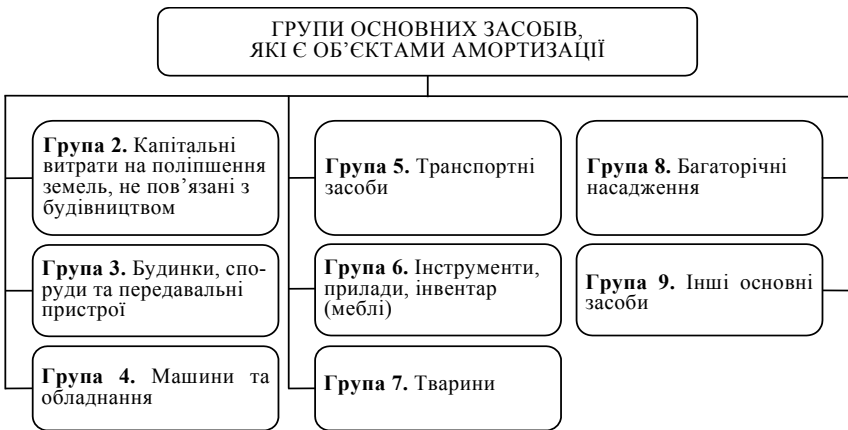 ГРУПИ ОСНОВНИХ ЗАСОБІВ,
ЯКІ Є ОБ’ЄКТАМИ АМОРТИЗАЦІЇ
Група 2. Капітальні
витрати на поліпшення
земель, не пов’язані з
будівництвом
Група 3. Будинки, спо-
руди та передавальні
пристрої
Група 4. Машини та
обладнання
Група 5. Транспортні
засоби
Група 6. Інструменти,
прилади, інвентар
(меблі)
Група 7. Тварини
Група 8. Багаторічні
насадження
Група 9. Інші основні
засоби